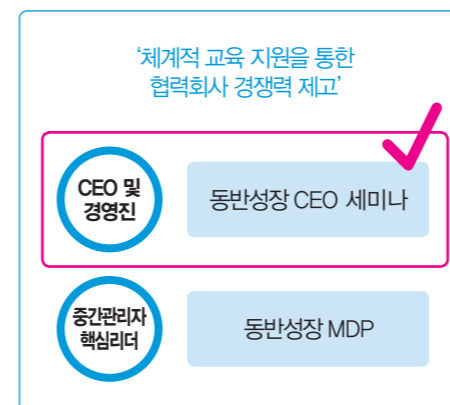 ‘체계적 교육 지원을 통한
협력회사 경쟁력 제고’
CEO 및
경영진
동반성장 CEO 세미나
중간관리자
핵심리더
동반성장 MDP